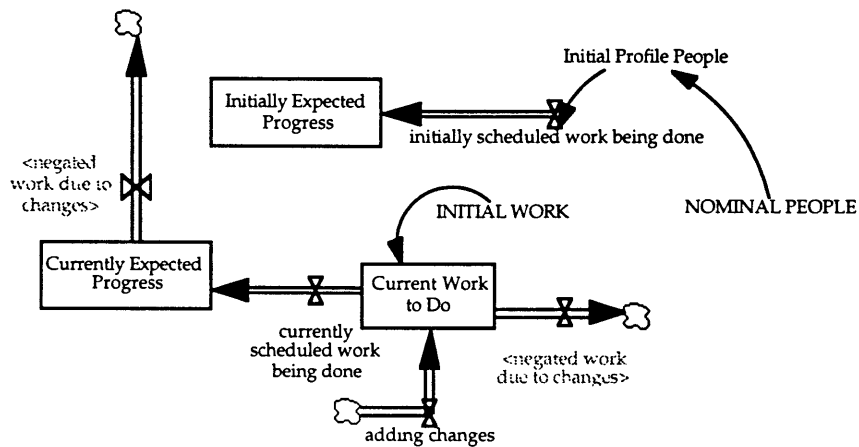 Initial Profile People
Initially Expected
Progress
initially scheduled work being done
<negated
work due to
changes>
INITIAL WORK
NOMINAL PEOPLE
Currently Expected
Progress
Current Work
to Do
currently
scheduled work
being done
<negated work
due to changes>
adding changes